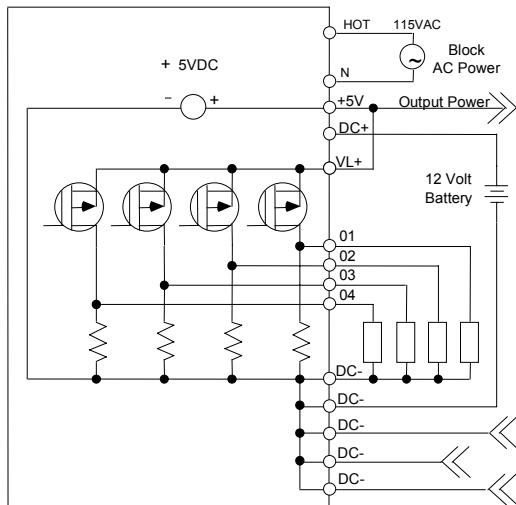 HOT 115VAC
Block
AC Power
+ 5VDC
N
− +
+5V Output Power
DC+
VL+
12 Volt
Battery
01
02
03
04
DC-
DC-
DC-
DC-
DC-